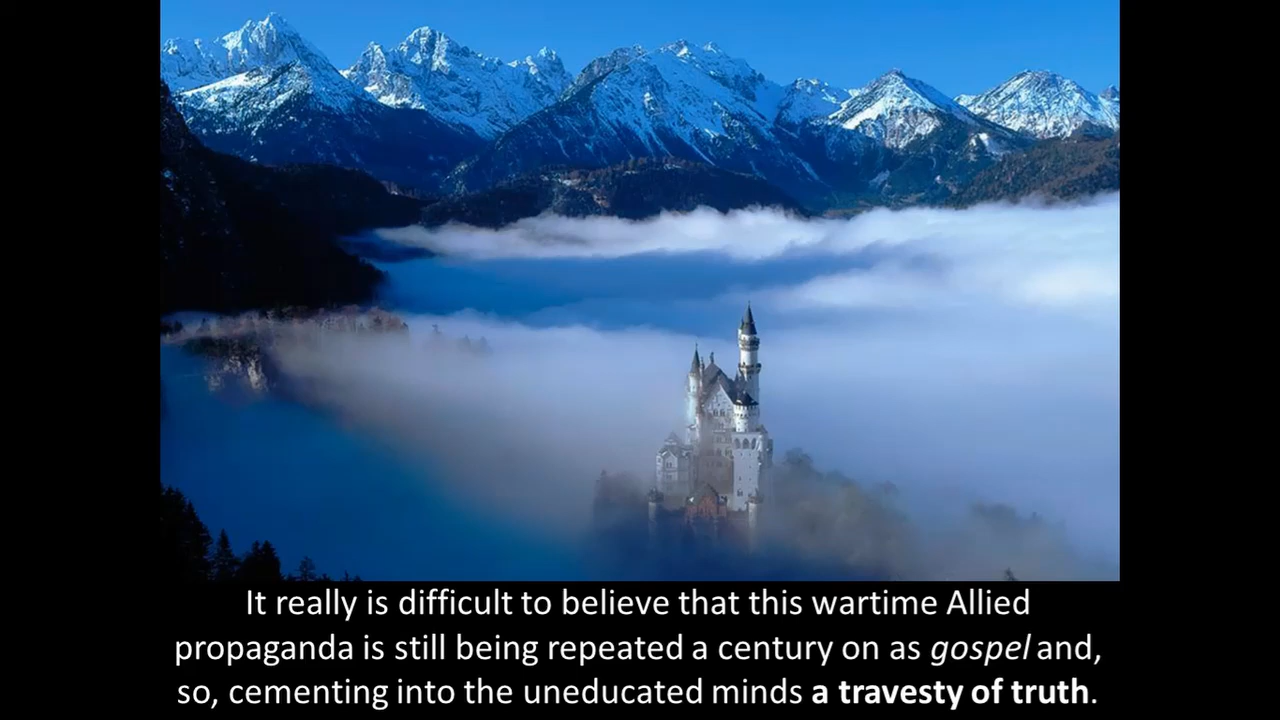 It really is difficult to believe that this wartime Allied
propaganda is still being repeated a century on as gospel and,
so, cementing into the uneducated minds a travesty of truth.